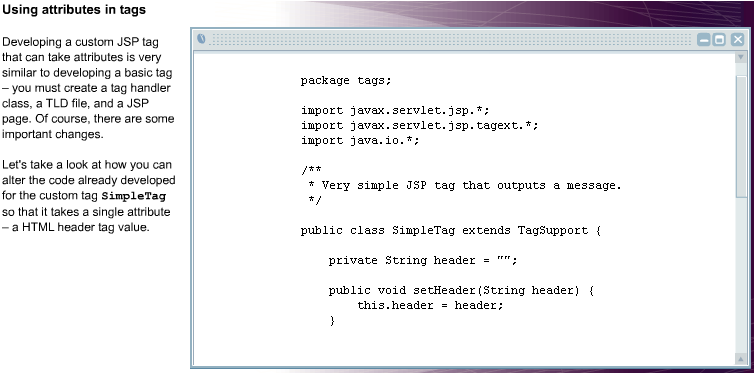 Using attributes in tags
Developing a custom JSP tag
that can take attributes is very
similar to developing a basic tag
– you must create a tag handler
class, a TLD file, and a JSP
page. Of course, there are some
important changes.
Let's take a look at how you can
alter the code already developed
for the custom tag SimpleTag
so that it takes a single attribute
– a HTML header tag value.
package tags;
import javax.servlet.jsp.*;
import javax.servlet.jsp.tagext.*;
import java.io.*;
/**
* Very simple JSP tag that outputs a message.
*/
public class SimpleTag extends TagSupport {
private String header = "";
public void setHeader(String header) {
this.header = header;
}